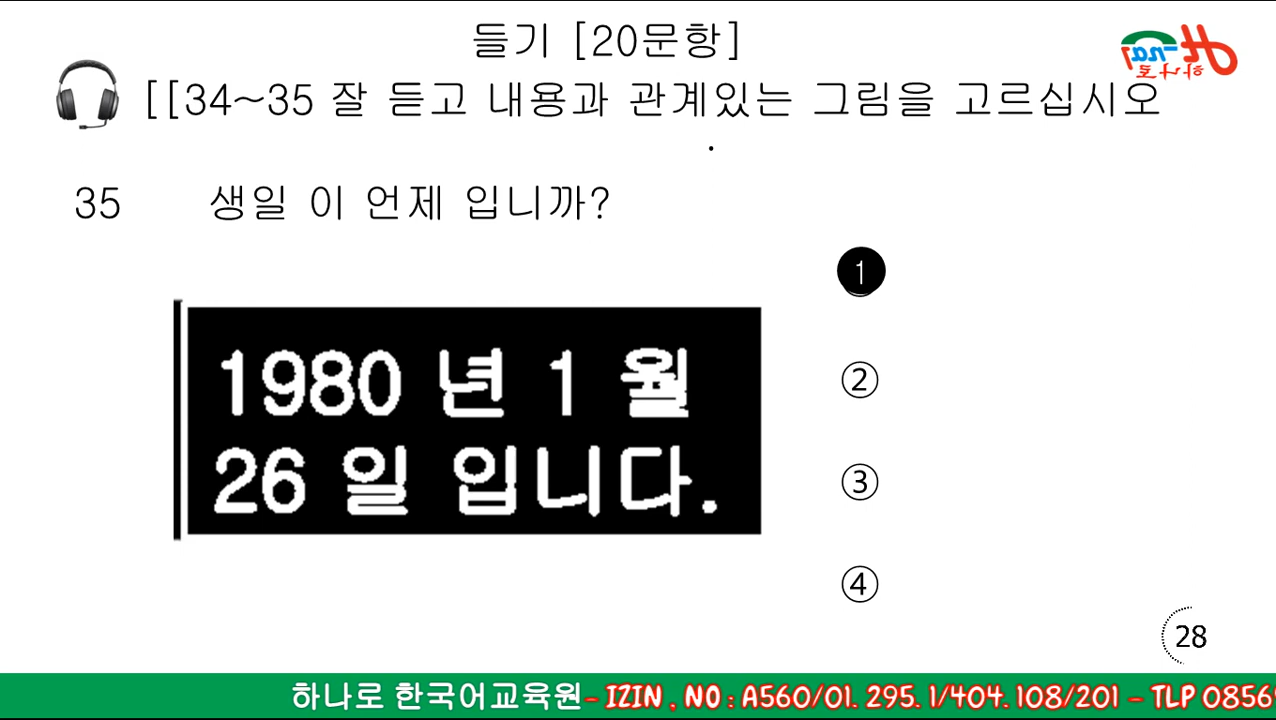 듣기 [20문항]
[[34~35 잘 듣고 내용과 관계있는 그림을 고르십시오
.
35 생일 이 언제 입니까?
1
1980 년 1 월
26 일 입니다.
②
③
④
28
하나로 한국어교육원 - IZIN . NO : A560/01. 295. 1/404. 108/201 - TLP 0856